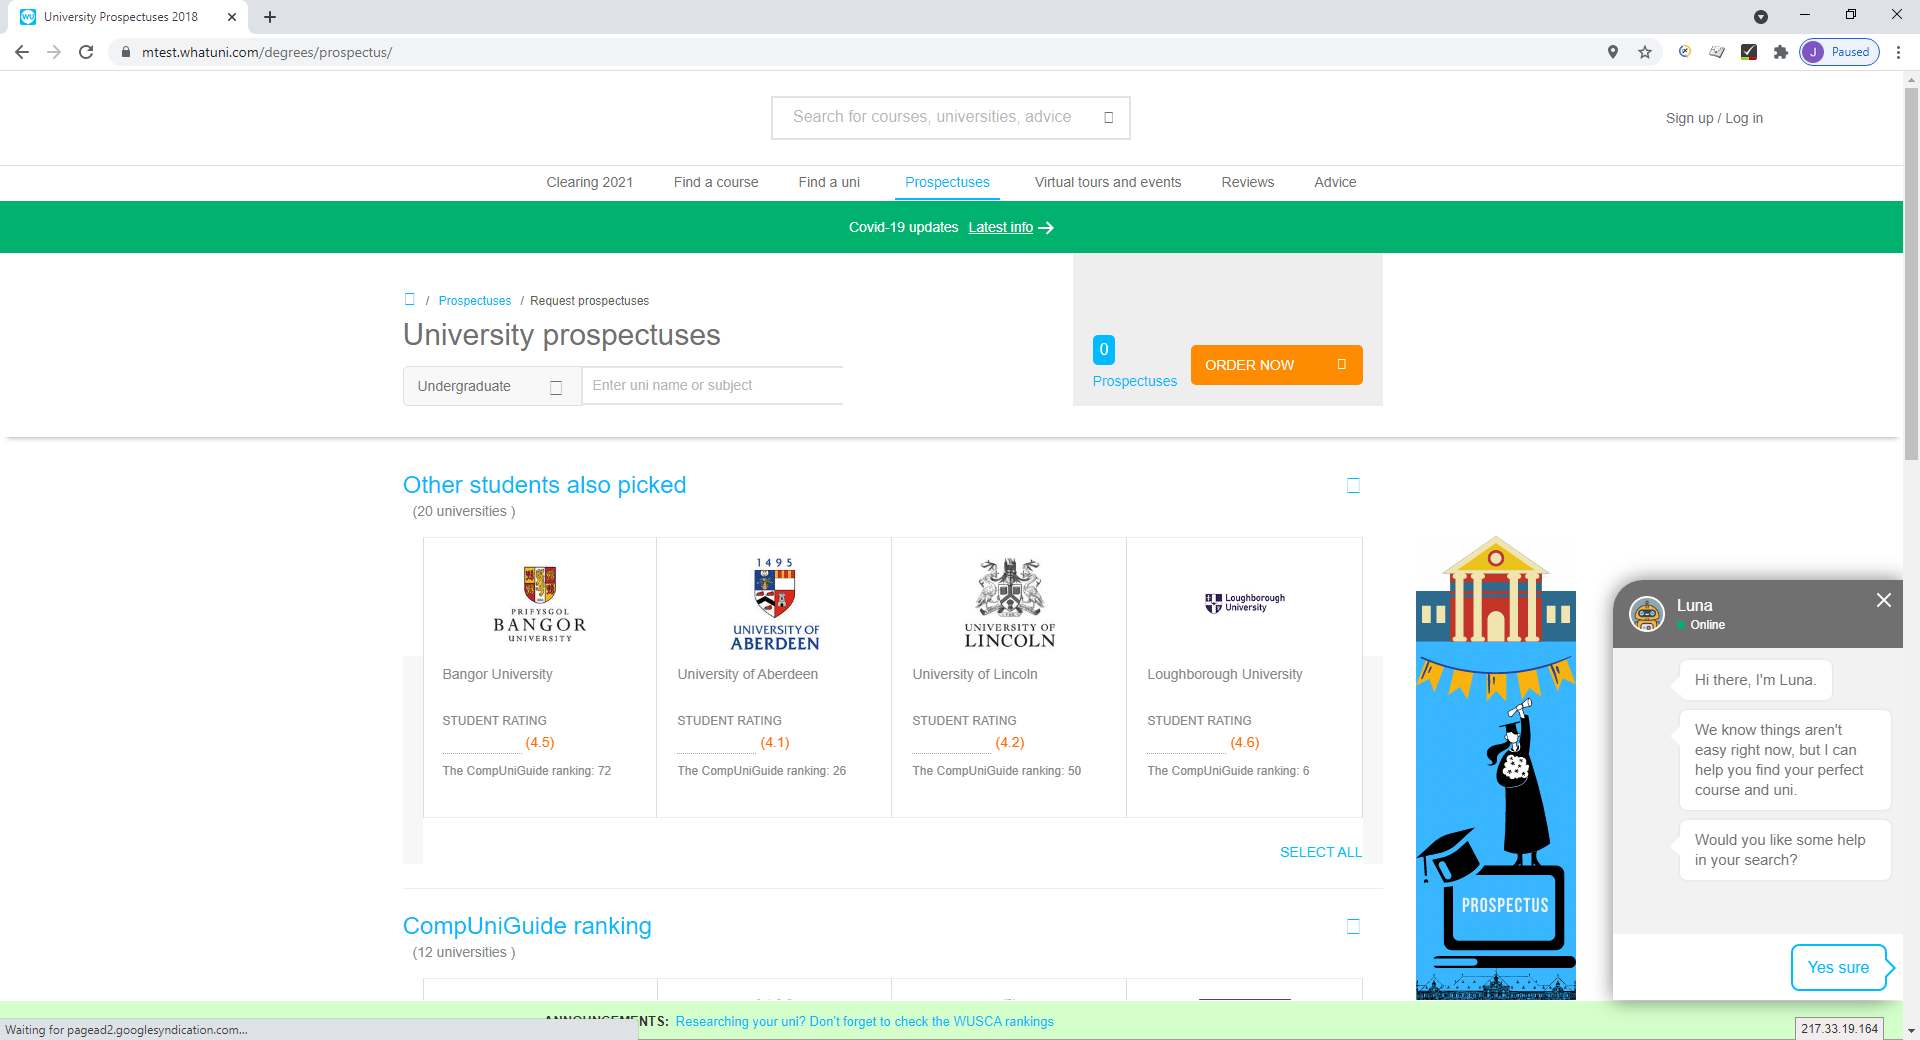 University Prospectuses 2018
mtest.whatuni.com/degrees/prospectus/
J Paused
Search for courses, universities, advice
Sign up / Log in
Clearing 2021 Find a course Find a uni Prospectuses Virtual tours and events Reviews Advice
Covid-19 updates Latest info
/ Prospectuses / Request prospectuses
University prospectuses
Undergraduate Enter uni name or subject
0
Prospectuses
ORDER NOW
Other students also picked
(20 universities )
PRIFYSGOL
BANGOR
UNIVERSITY
Bangor University
STUDENT RATING
(4.5)
The CompUniGuide ranking: 72
1495
UNIVERSITY OF
ABERDEEN
University of Aberdeen
STUDENT RATING
(4.1)
The CompUniGuide ranking: 26
UNIVERSITY OF
LINCOLN
University of Lincoln
STUDENT RATING
(4.2)
The CompUniGuide ranking: 50
Loughborough
University
Loughborough University
STUDENT RATING
(4.6)
The CompUniGuide ranking: 6
SELECT ALL
CompUniGuide ranking
(12 universities )
PROSPECTUS
Luna
Online
Hi there, I'm Luna.
We know things aren't
easy right now, but I can
help you find your perfect
course and uni.
Would you like some help
in your search?
Yes sure
ANNOUNCEMENTS: Researching your uni? Don't forget to check the WUSCA rankings
Waiting for pagead2.googlesyndication.com...
217.33.19.164